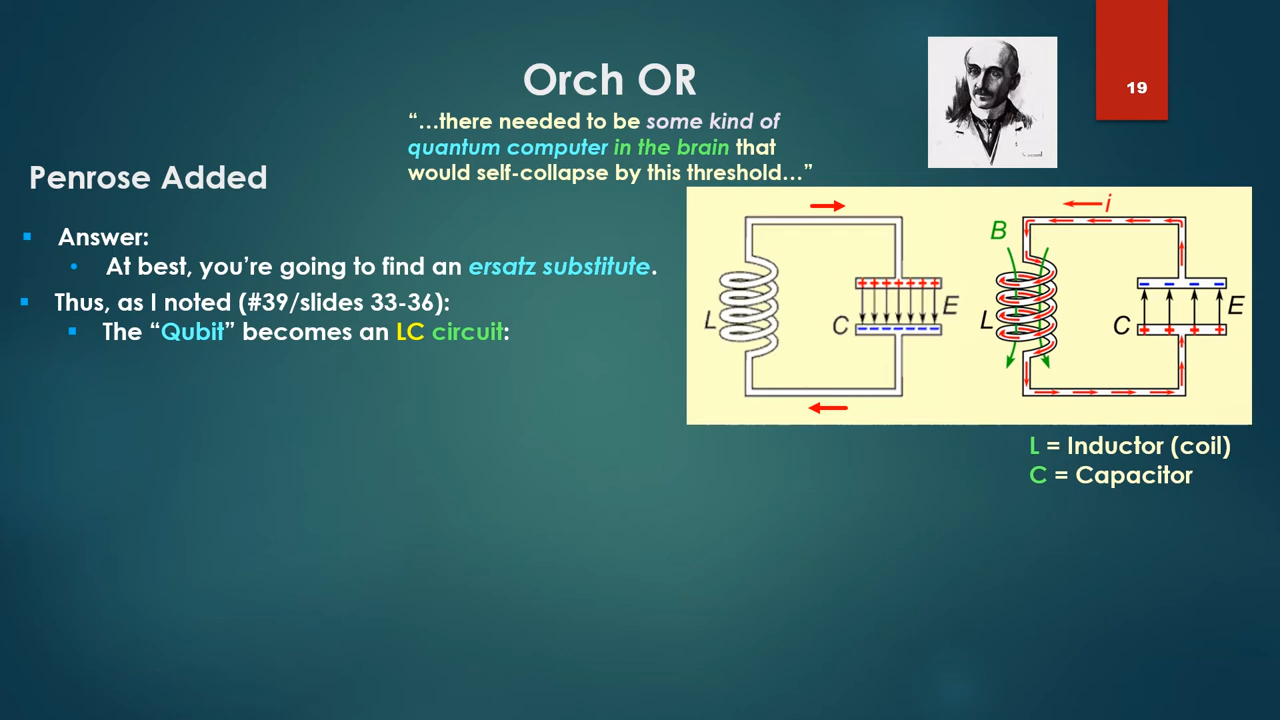 19
Orch OR
“…there needed to be some kind of
quantum computer in the brain that
would self-collapse by this threshold…”
Penrose Added
Answer:
At best, you’re going to find an ersatz substitute.
Thus, as I noted (#39/slides 33-36):
The “Qubit” becomes an LC circuit:
L
C
E
+ + + + + + +
- - - - - - -
i
B
L
C
E
- - - -
+ + + +
L = Inductor (coil)
C = Capacitor